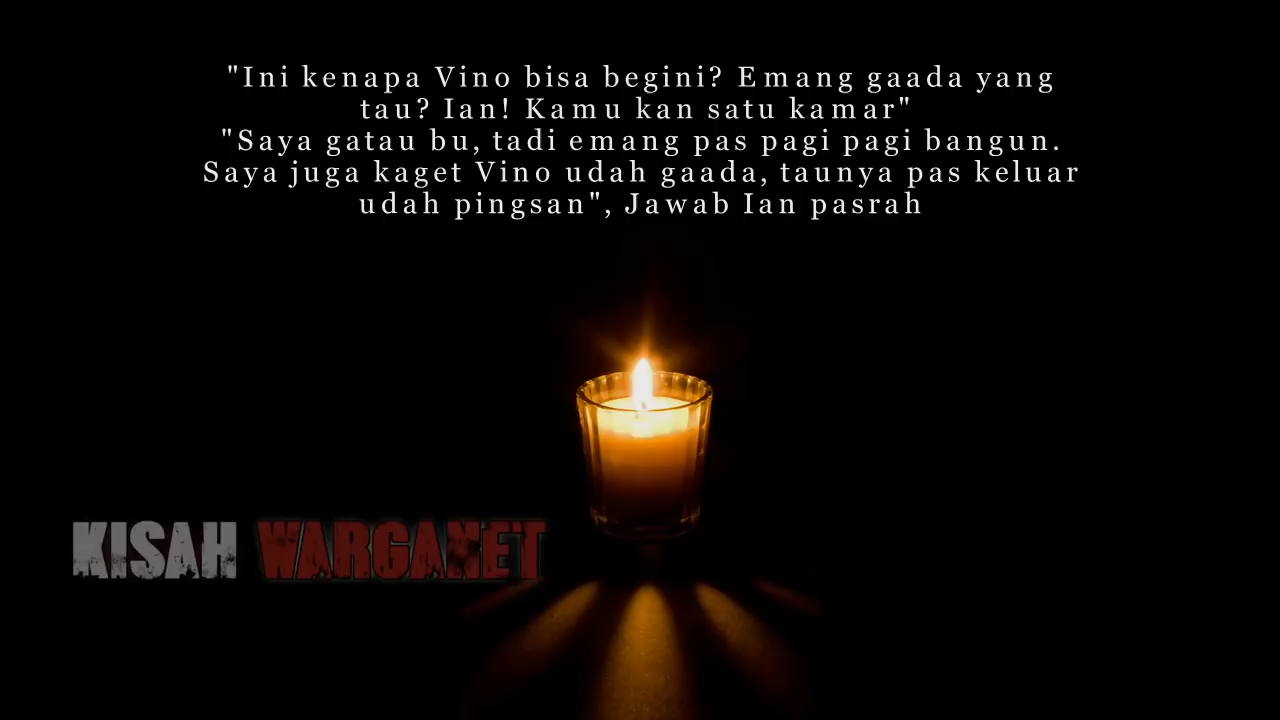 "Ini kenapa Vino bisa begini? Emang gaada yang
tau? Ian! Kamu kan satu kamar"
"Saya gatau bu, tadi emang pas pagi pagi bangun.
Saya juga kaget Vino udah gaada, taunya pas keluar
udah pingsan", Jawab Ian pasrah
KISAH WARGANET